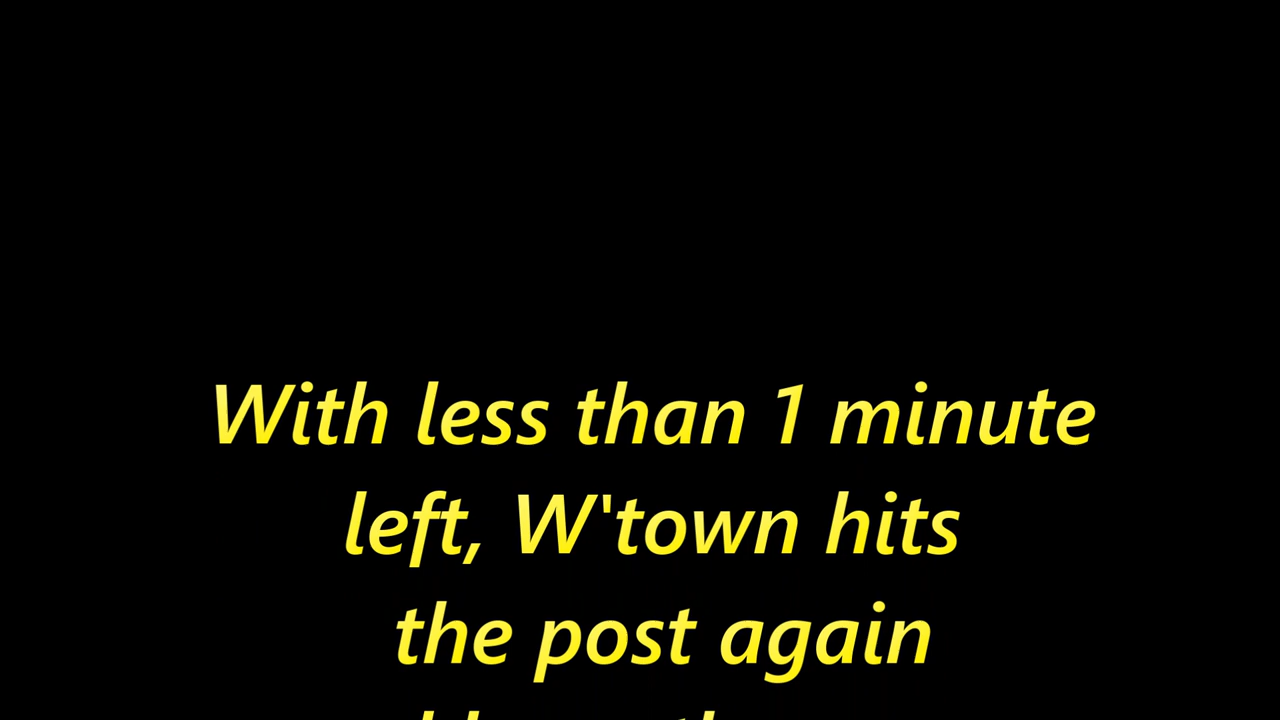 With less than 1 minute
left, W'town hits
the post again